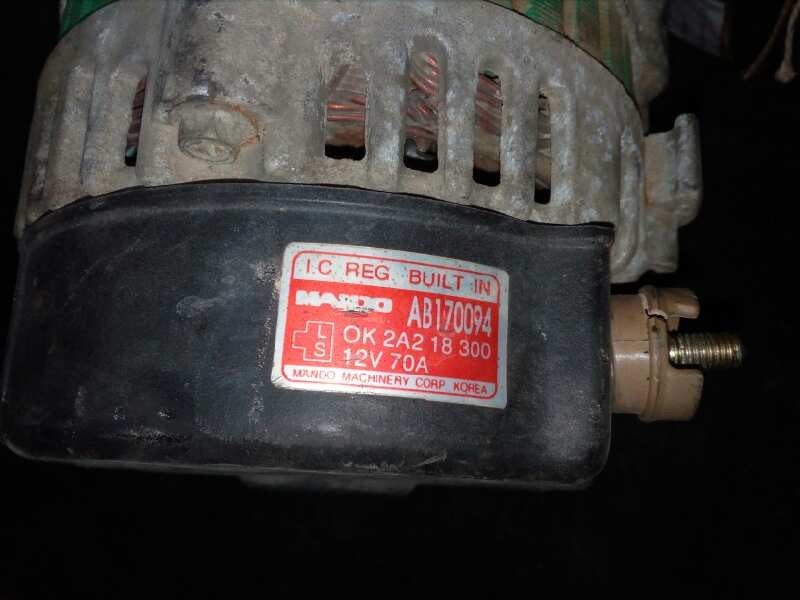 I.C REG. BUILT IN
MANDO AB170094
L S
OK 2A2 18 300
12V 70A
MANDO MACHINERY CORP KOREA